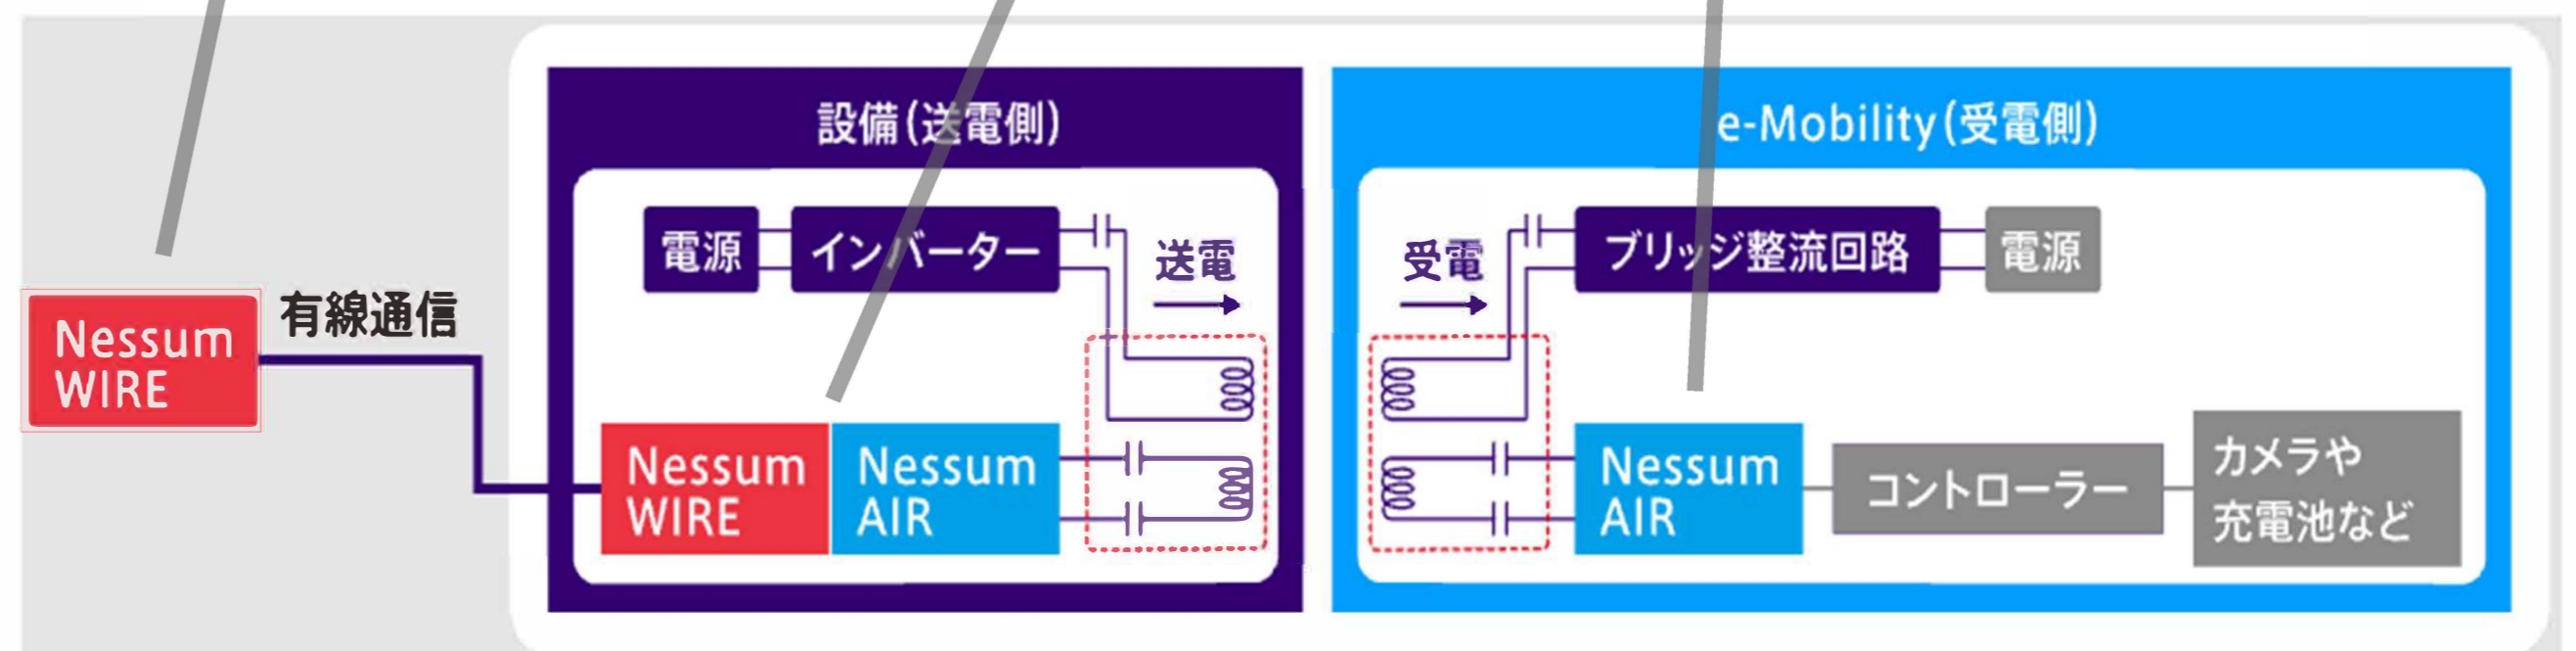 設備(送電側)
e-Mobility(受電側)
電源
インバーター
送電
受電
ブリッジ整流回路
電源
有線通信
Nessum
WIRE
Nessum
WIRE
Nessum
AIR
Nessum
AIR
コントローラー
カメラや
充電池など